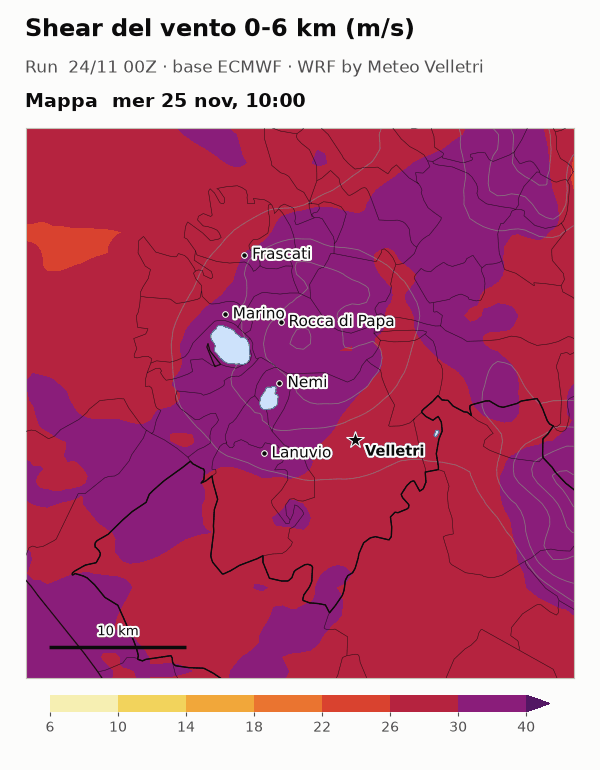 Shear del vento 0-6 km (m/s)
Run  24/11 00Z · base ECMWF · WRF by Meteo Velletri
Mappa  mer 25 nov, 10:00
Frascati
Marino
Rocca di Papa
Nemi
Velletri
Lanuvio
10 km
6 10 14 18 22 26 30 40